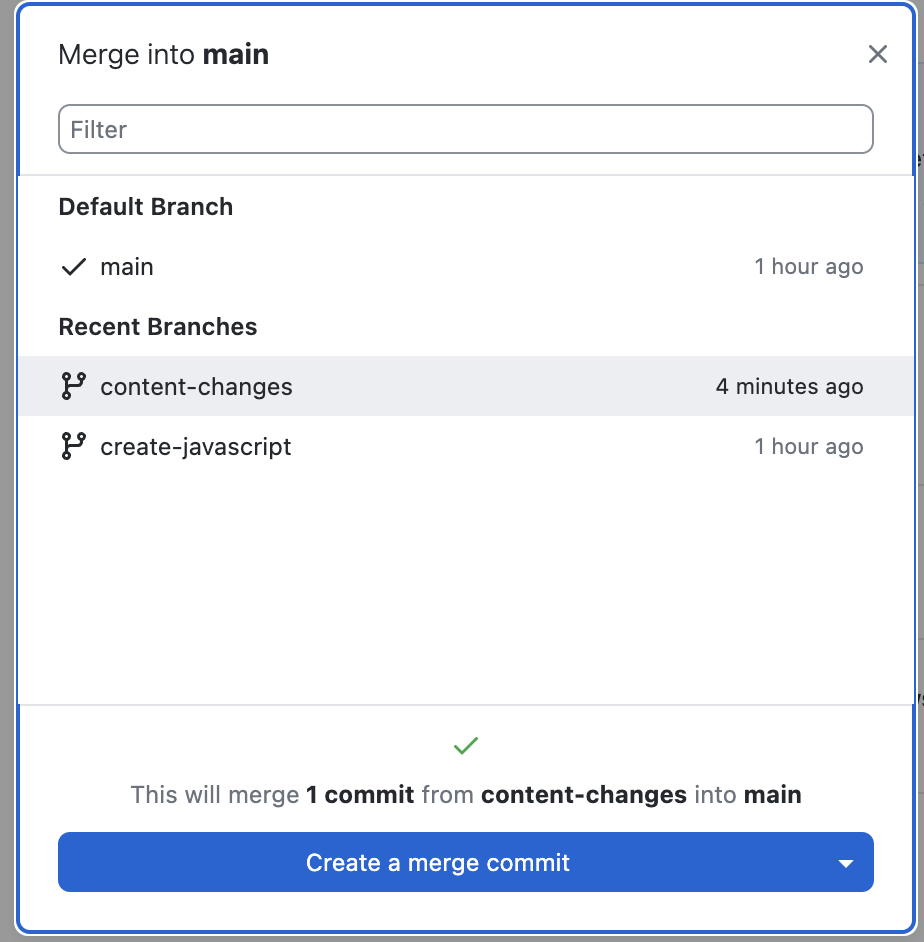 Merge into main
Filter
Default Branch
main 1 hour ago
Recent Branches
content-changes 4 minutes ago
create-javascript 1 hour ago
This will merge 1 commit from content-changes into main
Create a merge commit